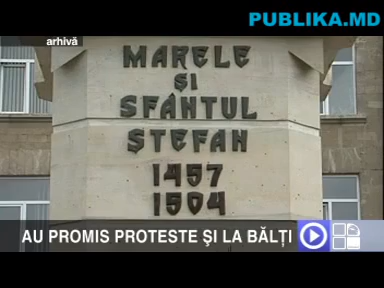 PUBLIKA.MD
arhivă
MARELE
ŞI
SFÂNTUL
ŞTEFAN
1457
1504
AU PROMIS PROTESTE ŞI LA BĂLŢI